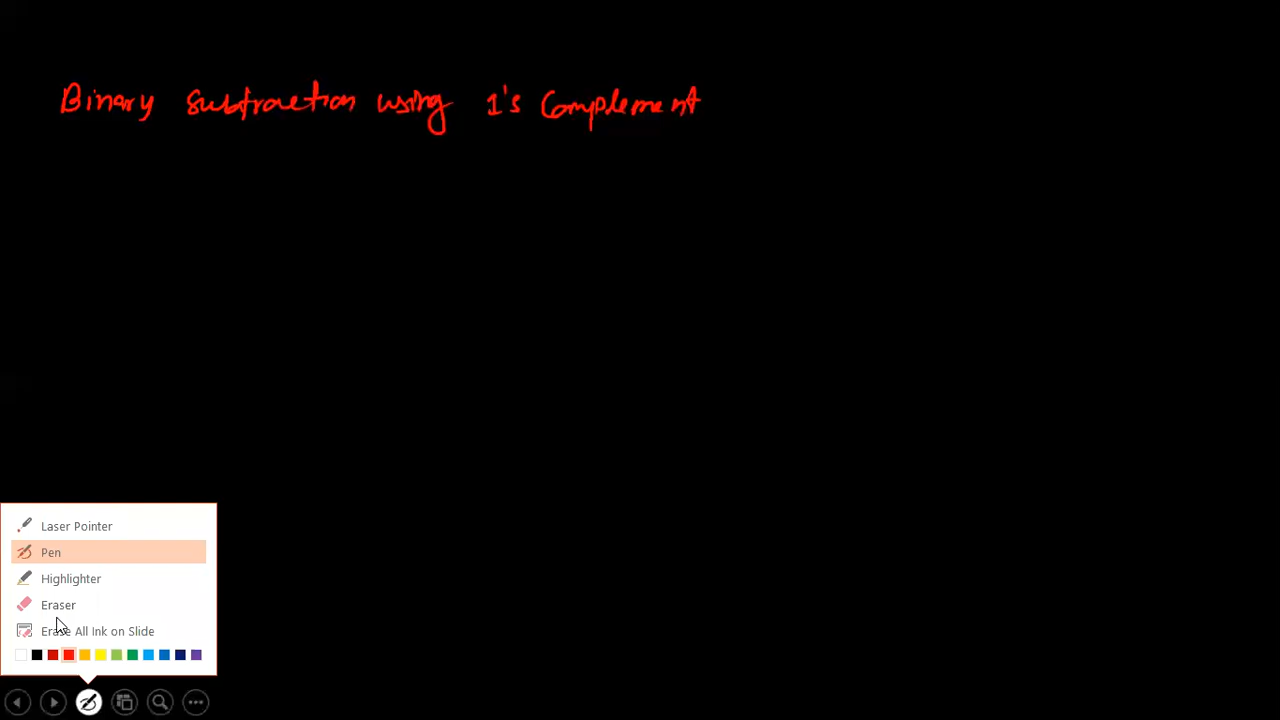 Binary subtraction using 1's complement
Laser Pointer
Pen
Highlighter
Eraser
Erase All Ink on Slide